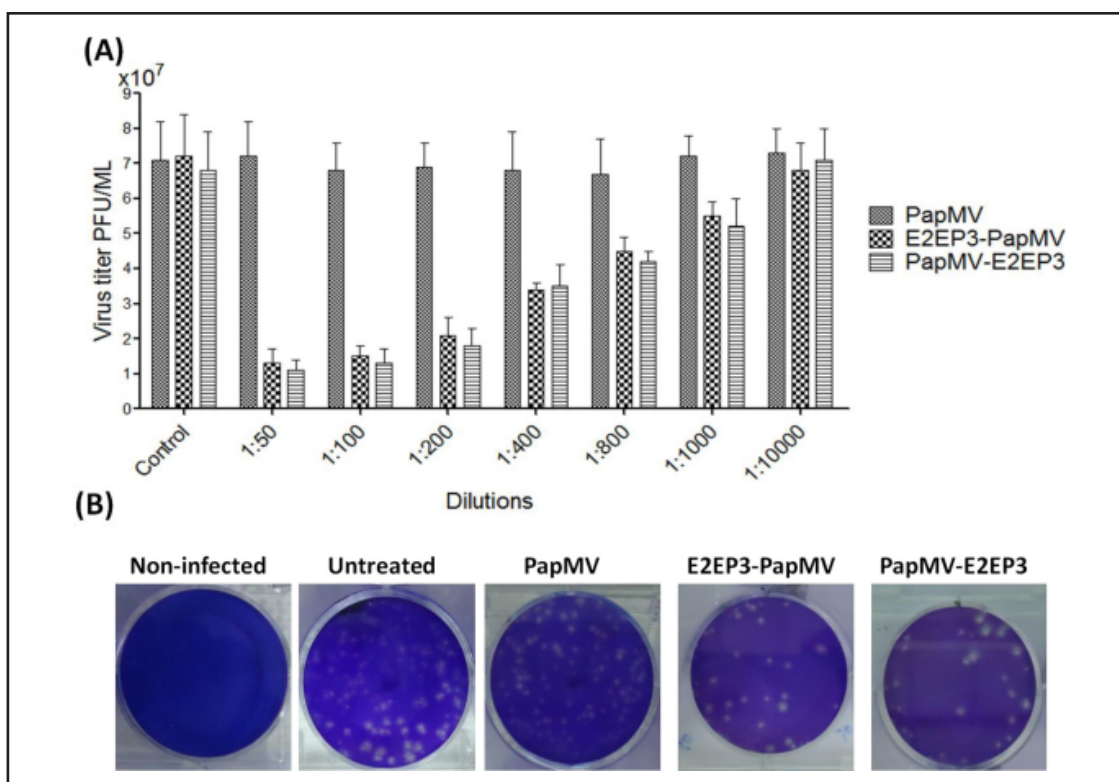 (A)
x10⁷
9
8
7
6
5
4
3
2
1
0
Virus titer PFU/ML
Control
1:50
1:100
1:200
1:400
1:800
1:1000
1:10000
Dilutions
PapMV
E2EP3-PapMV
PapMV-E2EP3
(B)
Non-infected
Untreated
PapMV
E2EP3-PapMV
PapMV-E2EP3